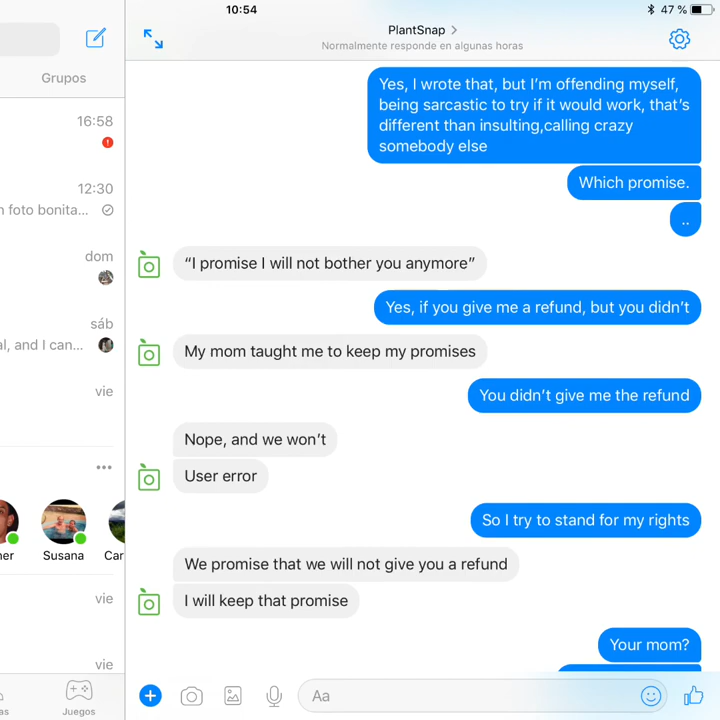 10:54
47 %
PlantSnap
Normalmente responde en algunas horas
Grupos
16:58
12:30
foto bonita...
dom
sáb
al, and I can...
vie
Susana
Car
vie
vie
Juegos
Yes, I wrote that, but I’m offending myself,
being sarcastic to try if it would work, that’s
different than insulting,calling crazy
somebody else
Which promise.
..
“I promise I will not bother you anymore”
Yes, if you give me a refund, but you didn’t
My mom taught me to keep my promises
You didn’t give me the refund
Nope, and we won’t
User error
So I try to stand for my rights
We promise that we will not give you a refund
I will keep that promise
Your mom?
Aa